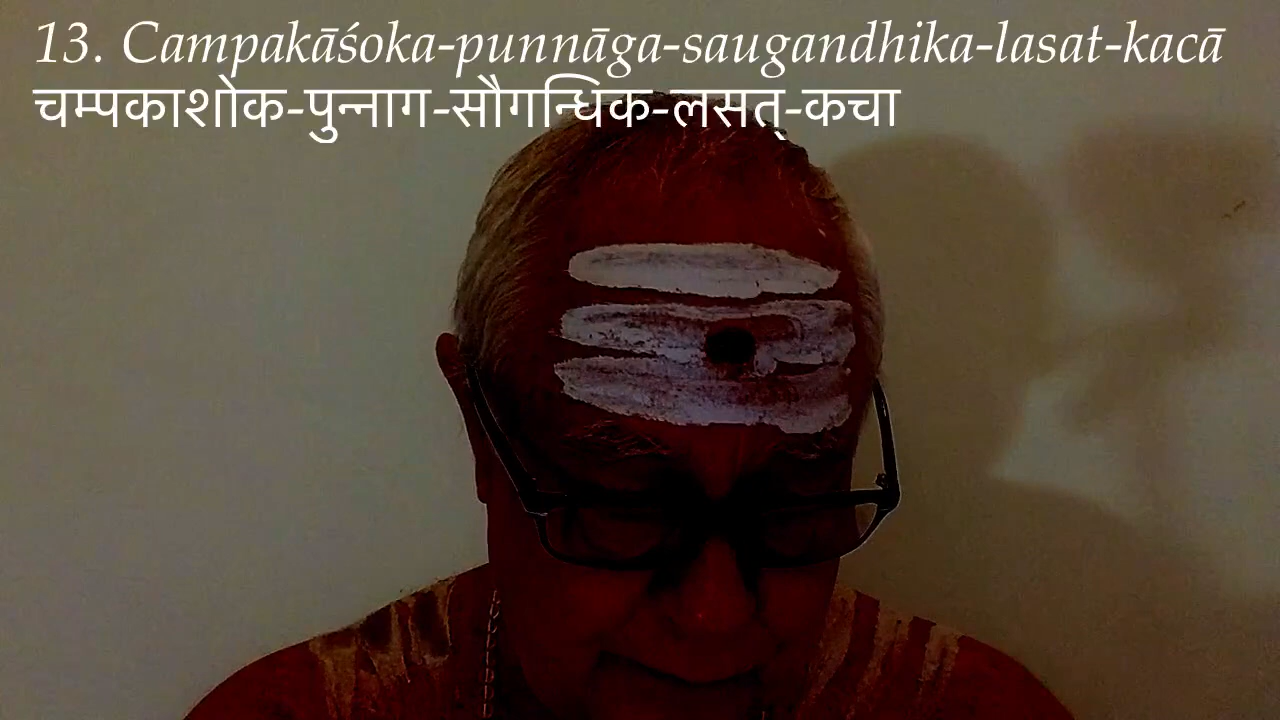 13. Campakāśoka-punnāga-saugandhika-lasat-kacā
चम्पकाशोक-पुन्नाग-सौगन्धिक-लसत्-कचा